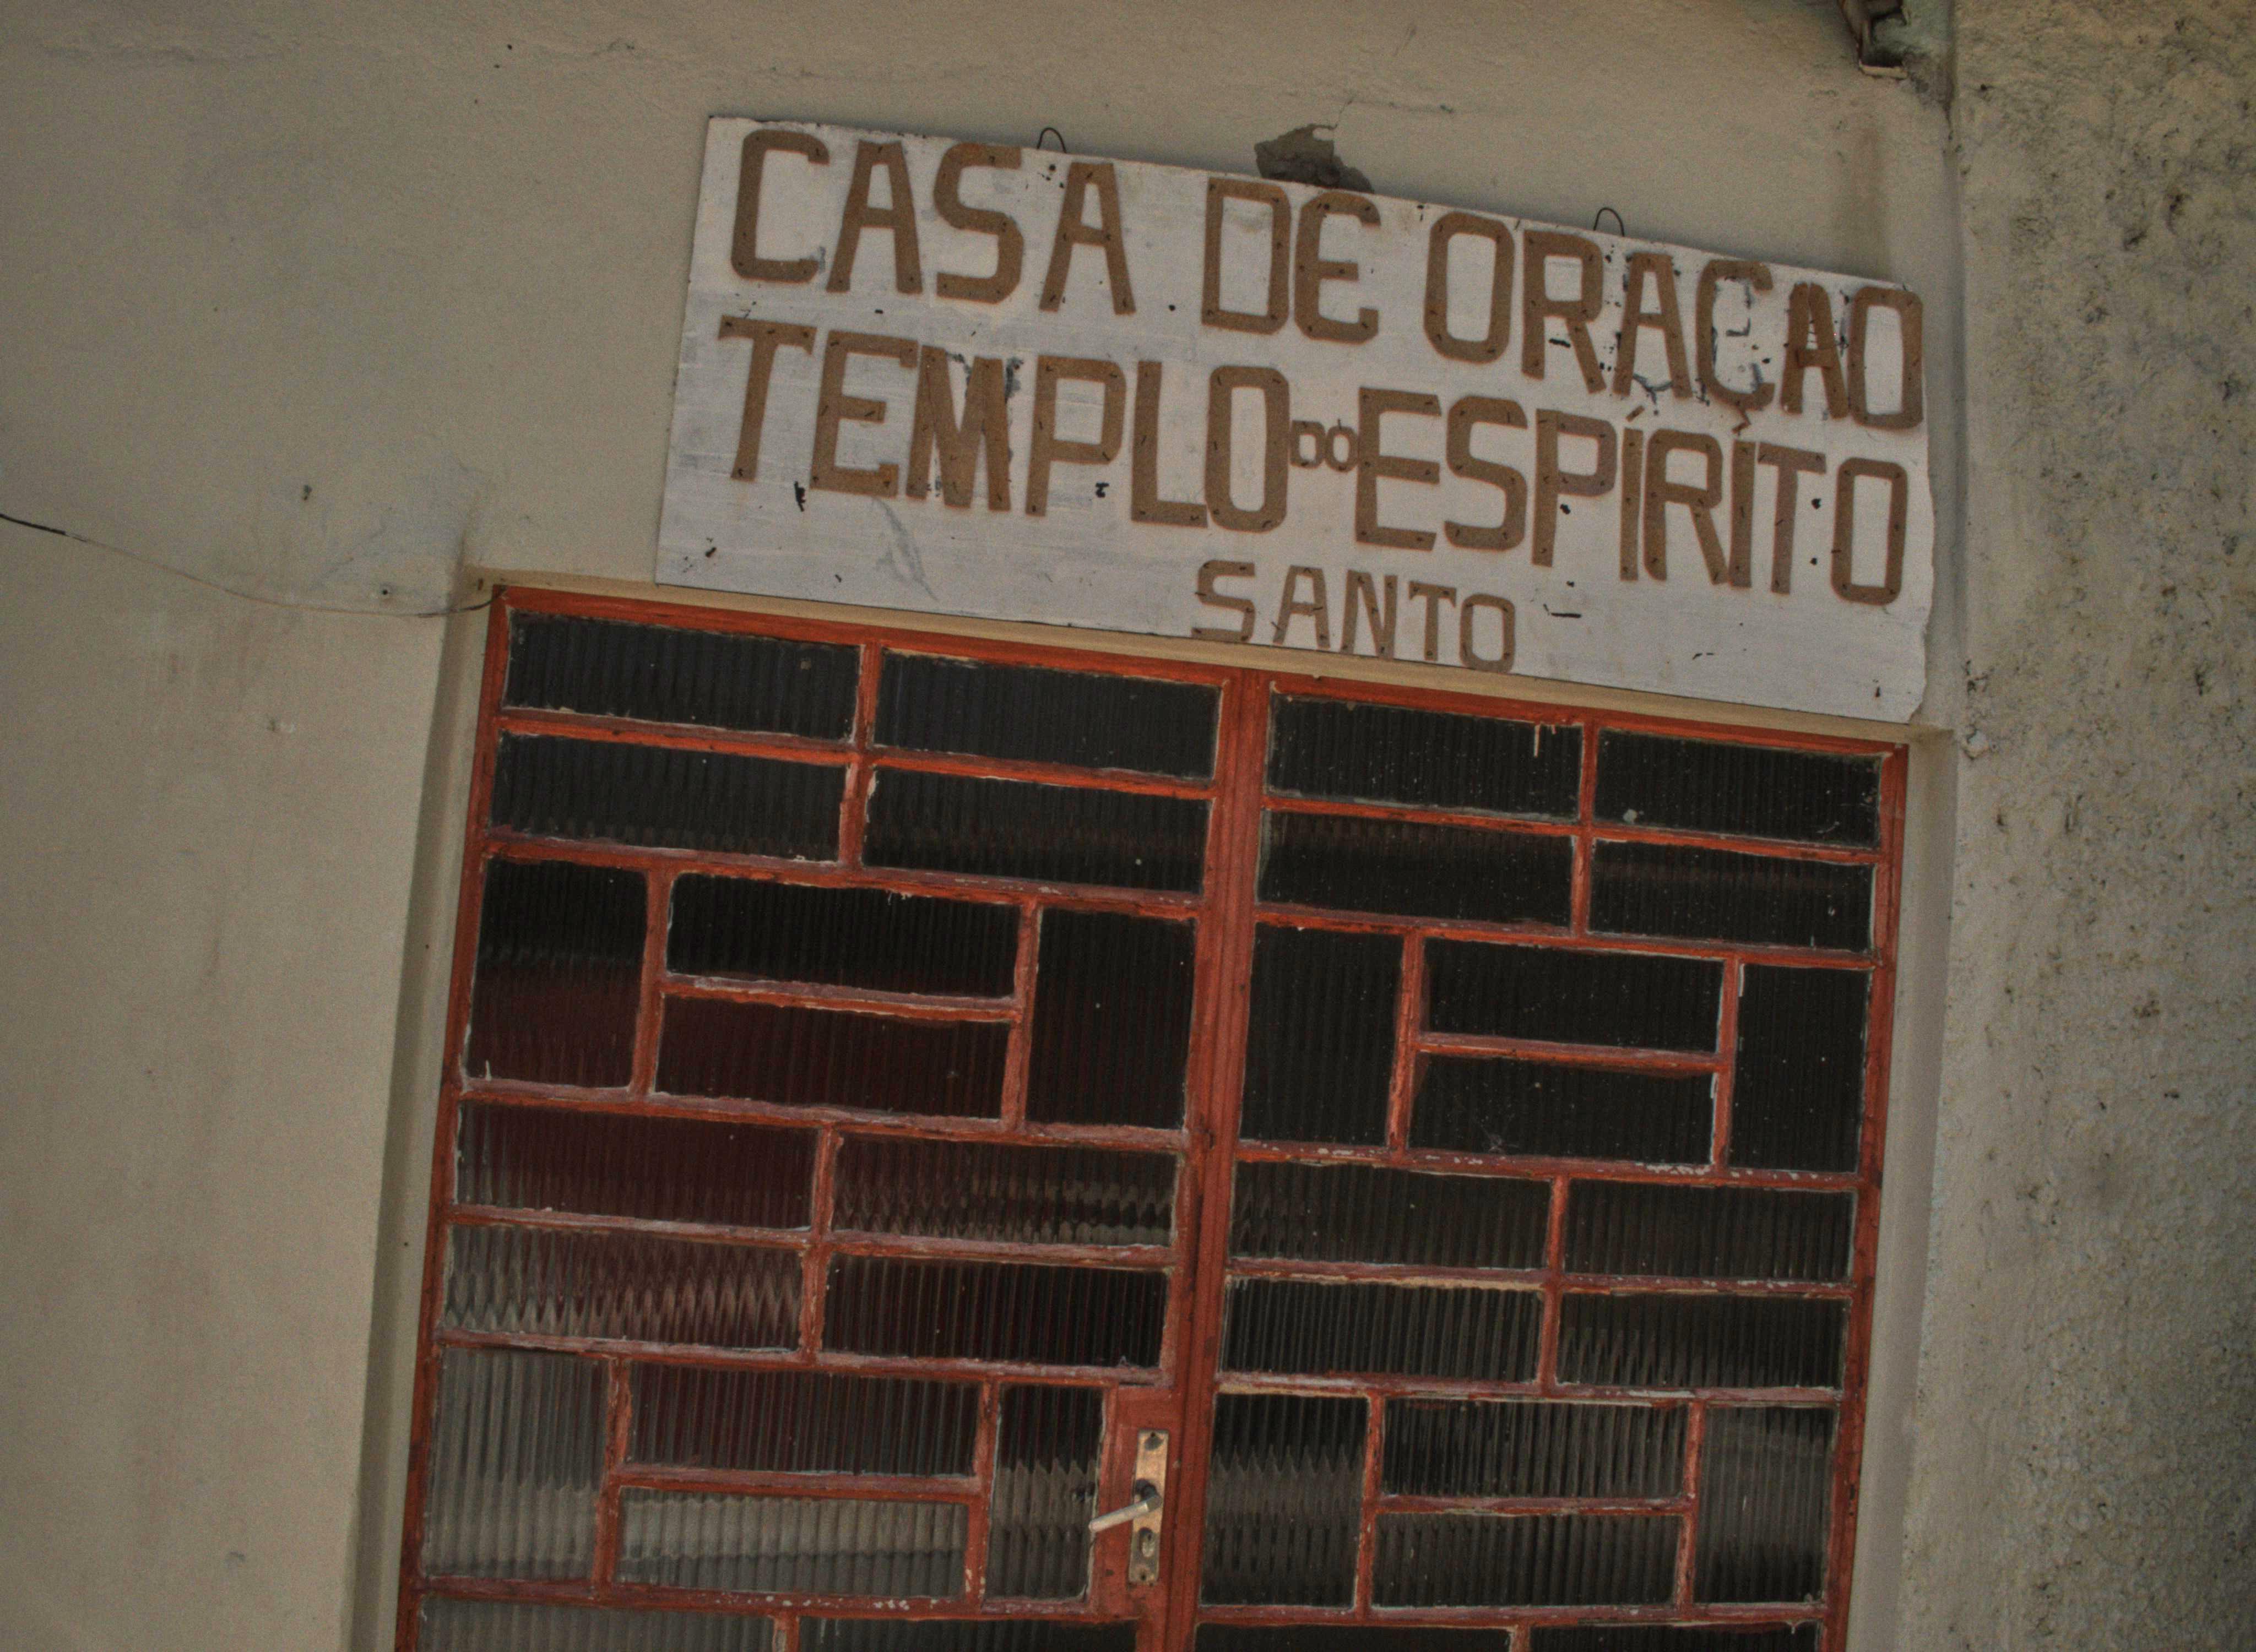 CASA DE ORAÇAO
TEMPLO DO ESPÍRITO
SANTO